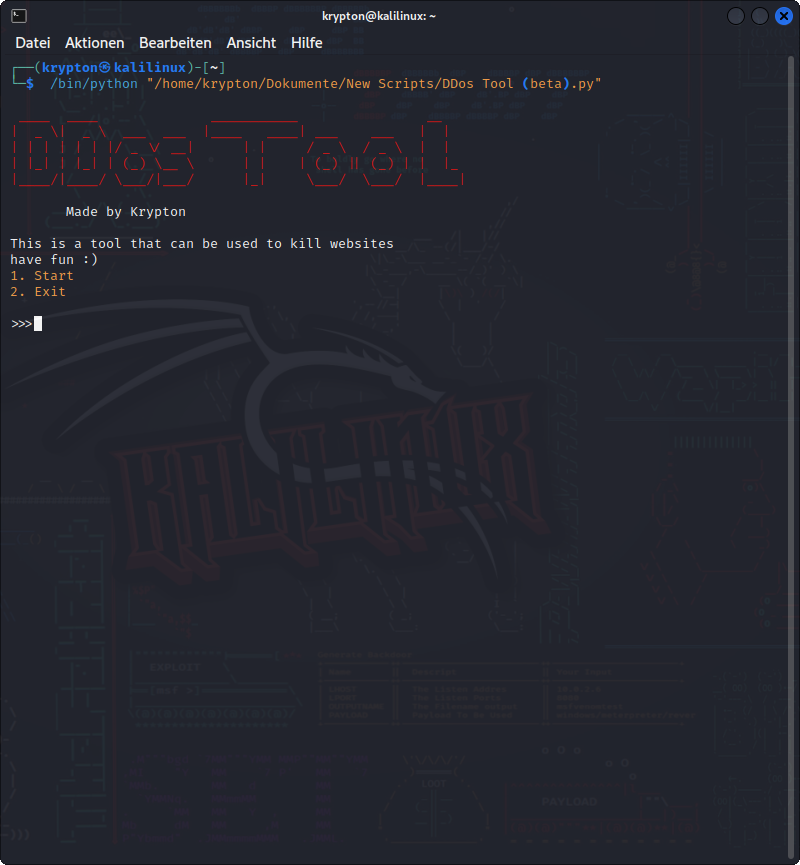 krypton@kalilinux: ~
Datei Aktionen Bearbeiten Ansicht Hilfe
(krypton㉿kalilinux)-[~]
$ /bin/python "/home/krypton/Dokumente/New Scripts/DDos Tool (beta).py"
DDos Tool
Made by Krypton
This is a tool that can be used to kill websites
have fun :)
1. Start
2. Exit
>>>
KALI LINUX
EXPLOIT
LOOT
PAYLOAD